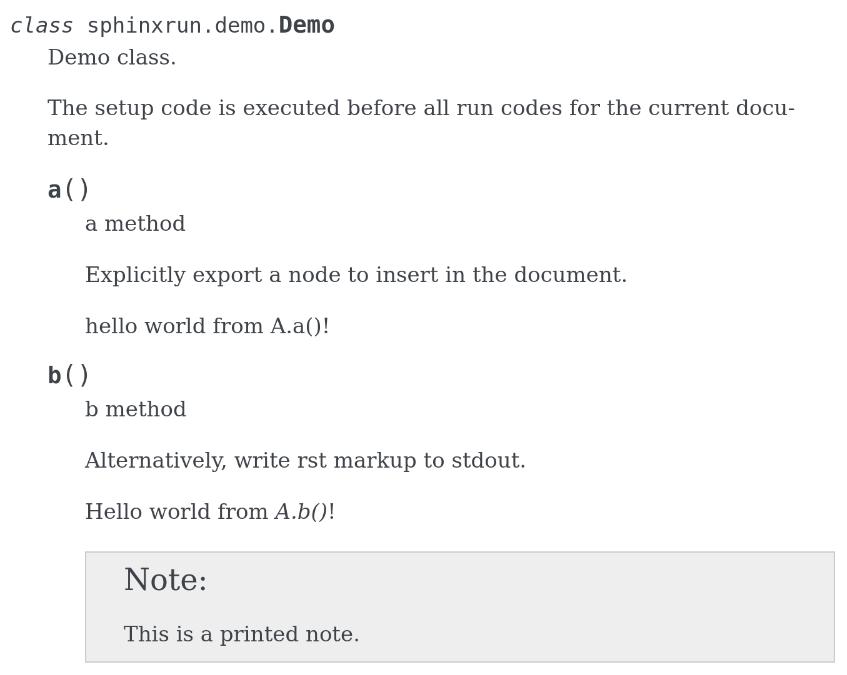 class sphinxrun.demo.Demo
Demo class.
The setup code is executed before all run codes for the current docu-
ment.
a()
a method
Explicitly export a node to insert in the document.
hello world from A.a()!
b()
b method
Alternatively, write rst markup to stdout.
Hello world from A.b()!
Note:
This is a printed note.